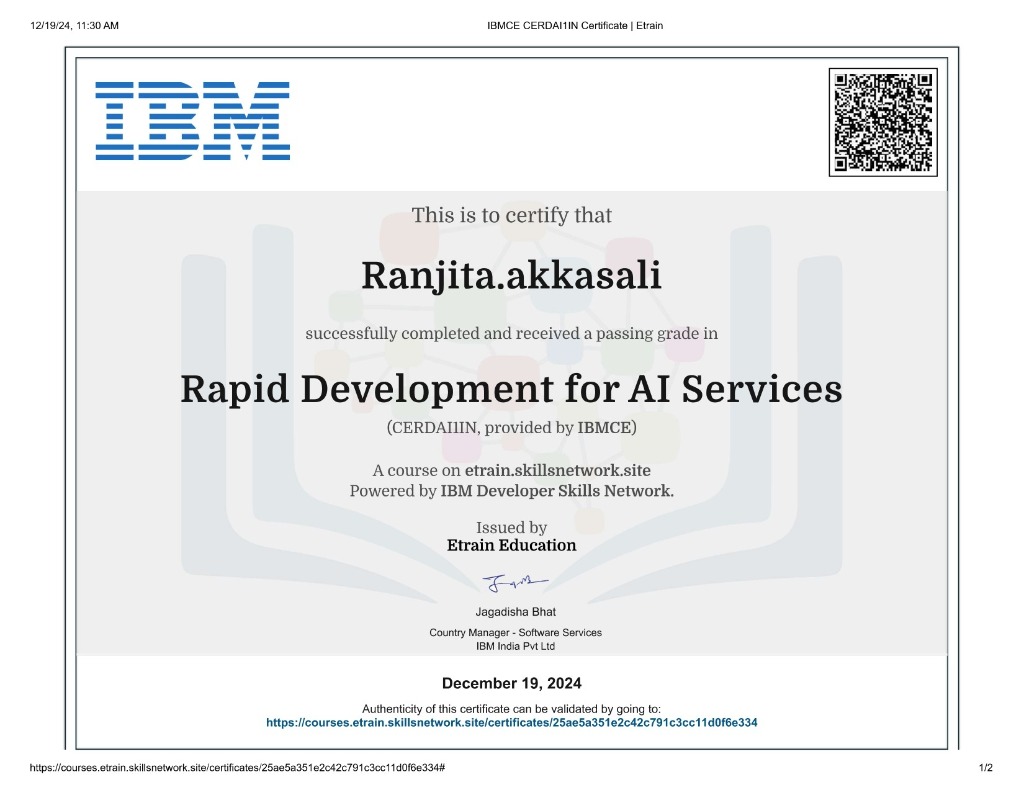 12/19/24, 11:30 AM
IBMCE CERDAI1IN Certificate | Etrain
IBM
This is to certify that
Ranjita.akkasali
successfully completed and received a passing grade in
Rapid Development for AI Services
(CERDAI1IN, provided by IBMCE)
A course on etrain.skillsnetwork.site
Powered by IBM Developer Skills Network.
Issued by
Etrain Education
Jagadisha Bhat
Country Manager - Software Services
IBM India Pvt Ltd
December 19, 2024
Authenticity of this certificate can be validated by going to:
https://courses.etrain.skillsnetwork.site/certificates/25ae5a351e2c42c791c3cc11d0f6e334
https://courses.etrain.skillsnetwork.site/certificates/25ae5a351e2c42c791c3cc11d0f6e334#
1/2